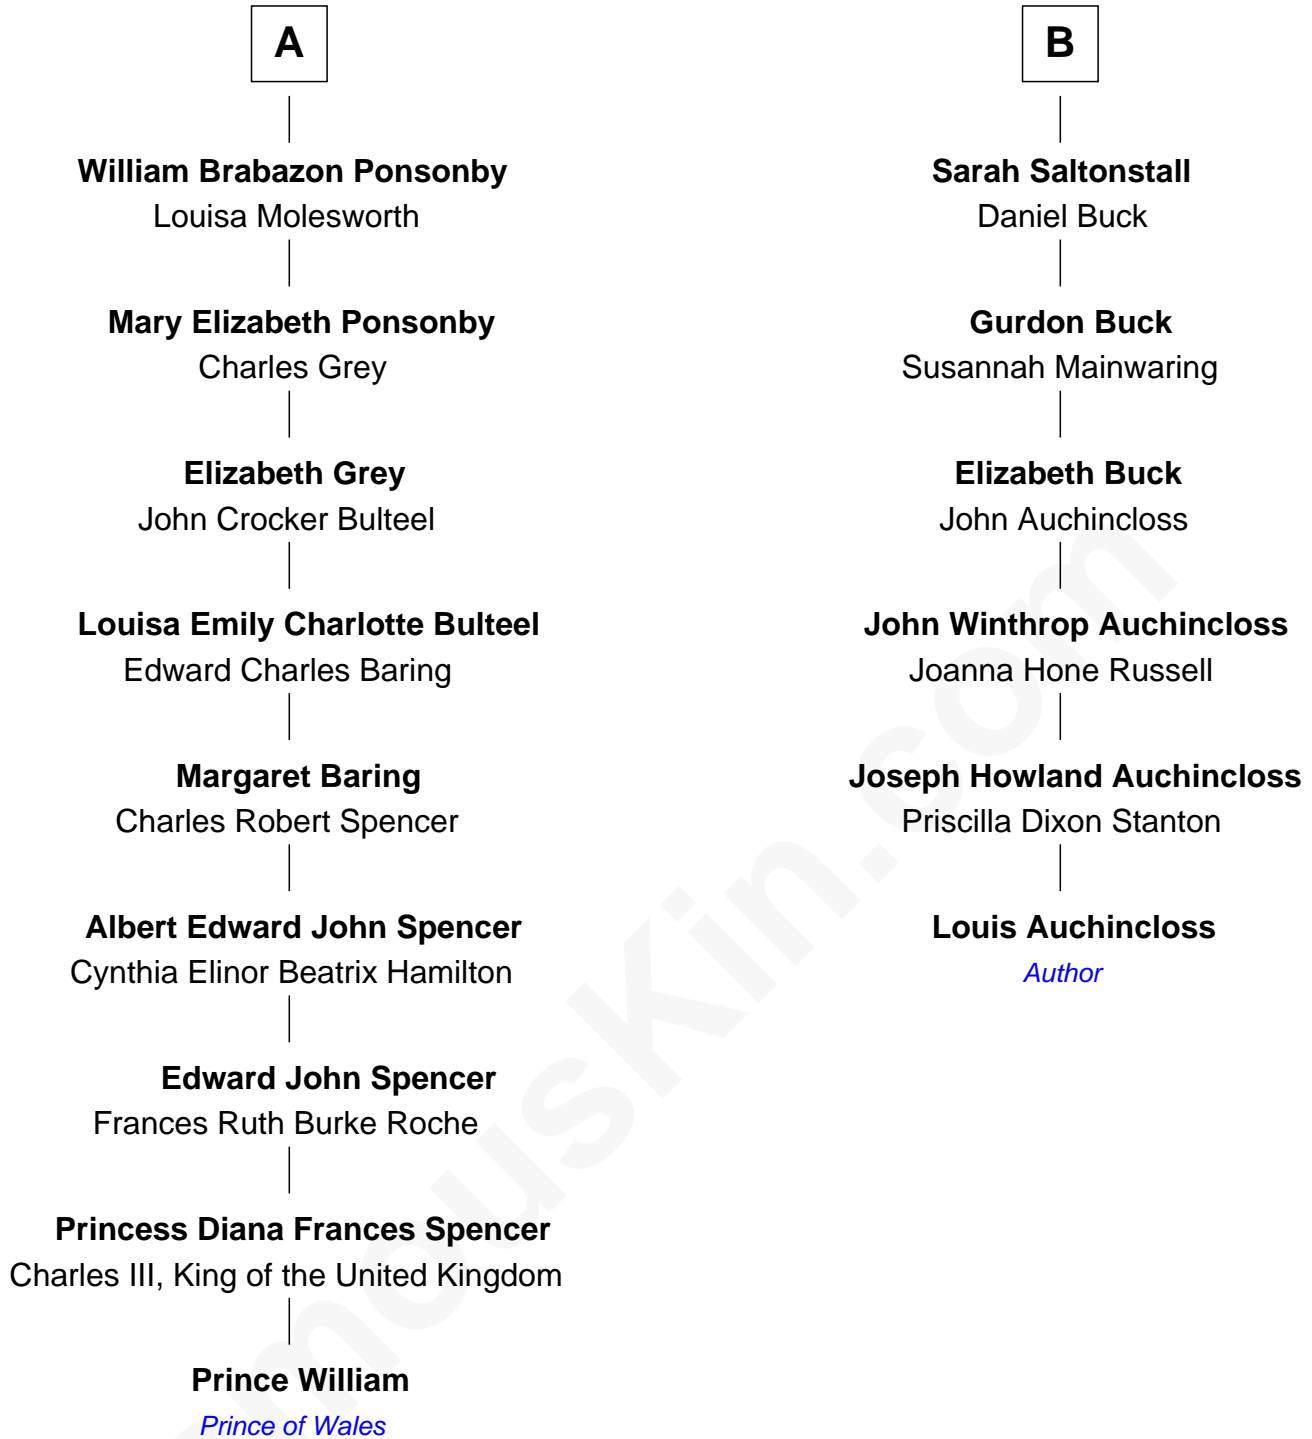 A
William Brabazon Ponsonby
Louisa Molesworth
Mary Elizabeth Ponsonby
Charles Grey
Elizabeth Grey
John Crocker Bulteel
Louisa Emily Charlotte Bulteel
Edward Charles Baring
Margaret Baring
Charles Robert Spencer
Albert Edward John Spencer
Cynthia Elinor Beatrix Hamilton
Edward John Spencer
Frances Ruth Burke Roche
Princess Diana Frances Spencer
Charles III, King of the United Kingdom
Prince William
Prince of Wales
B
Sarah Saltonstall
Daniel Buck
Gurdon Buck
Susannah Mainwaring
Elizabeth Buck
John Auchincloss
John Winthrop Auchincloss
Joanna Hone Russell
Joseph Howland Auchincloss
Priscilla Dixon Stanton
Louis Auchincloss
Author
mousKin.com